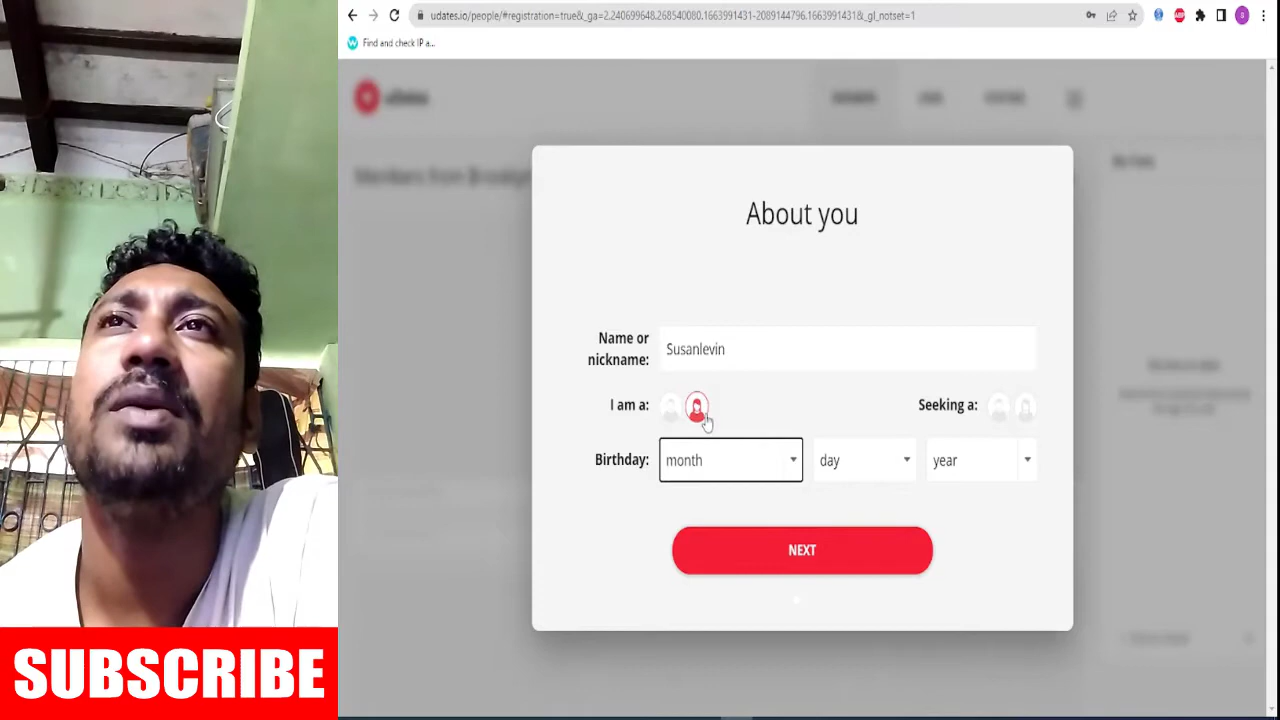 udates.io/people/#registration=true&_ga=2.240699648.268540080.1663991431-2089144796.1663991431&_gl_notset=1
Find and check IP a...
About you
Name or
nickname:
Susanlevin
I am a:
Seeking a:
Birthday:
month
day
year
NEXT
SUBSCRIBE